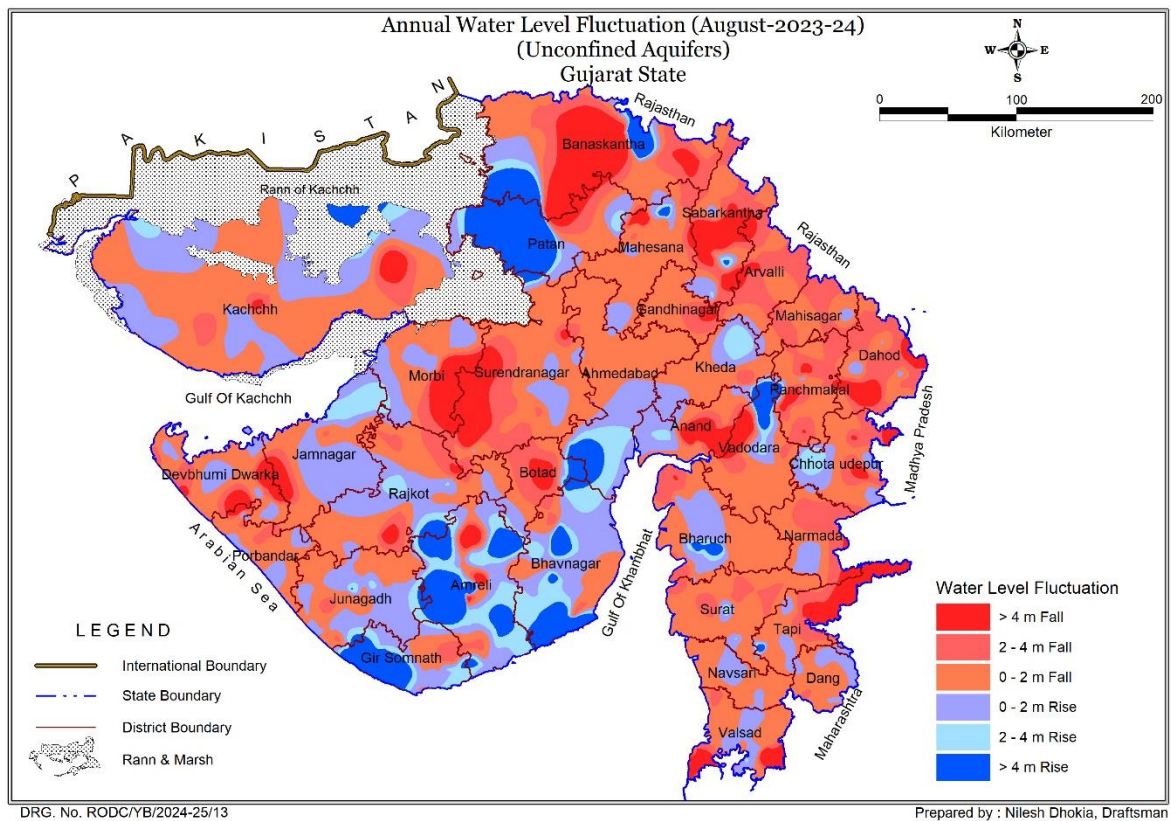 Annual Water Level Fluctuation (August-2023-24)
(Unconfined Aquifers)
Gujarat State
N
W E
S
0 100 200
Kilometer
P A K I S T A N
Rajasthan
Banaskantha
Rann of Kachchh
Sabarkantha
Rajasthan
Patan
Mahesana
Arvalli
Kachchh
Gandhinagar
Mahisagar
Dahod
Morbi
Surendranagar
Ahmedabad
Kheda
Panchmahal
Gulf Of Kachchh
Anand
Vadodara
Madhya Pradesh
Jamnagar
Devbhumi Dwarka
Botad
Chhota udepur
Rajkot
Arabian Sea
Porbandar
Bharuch
Narmada
Bhavnagar
Gulf Of Khambhat
Junagadh
Amreli
Surat
Tapi
Gir Somnath
Navsari
Dang
Maharashtra
Valsad
LEGEND
International Boundary
State Boundary
District Boundary
Rann & Marsh
Water Level Fluctuation
> 4 m Fall
2 - 4 m Fall
0 - 2 m Fall
0 - 2 m Rise
2 - 4 m Rise
> 4 m Rise
DRG. No. RODC/YB/2024-25/13
Prepared by : Nilesh Dhokia, Draftsman